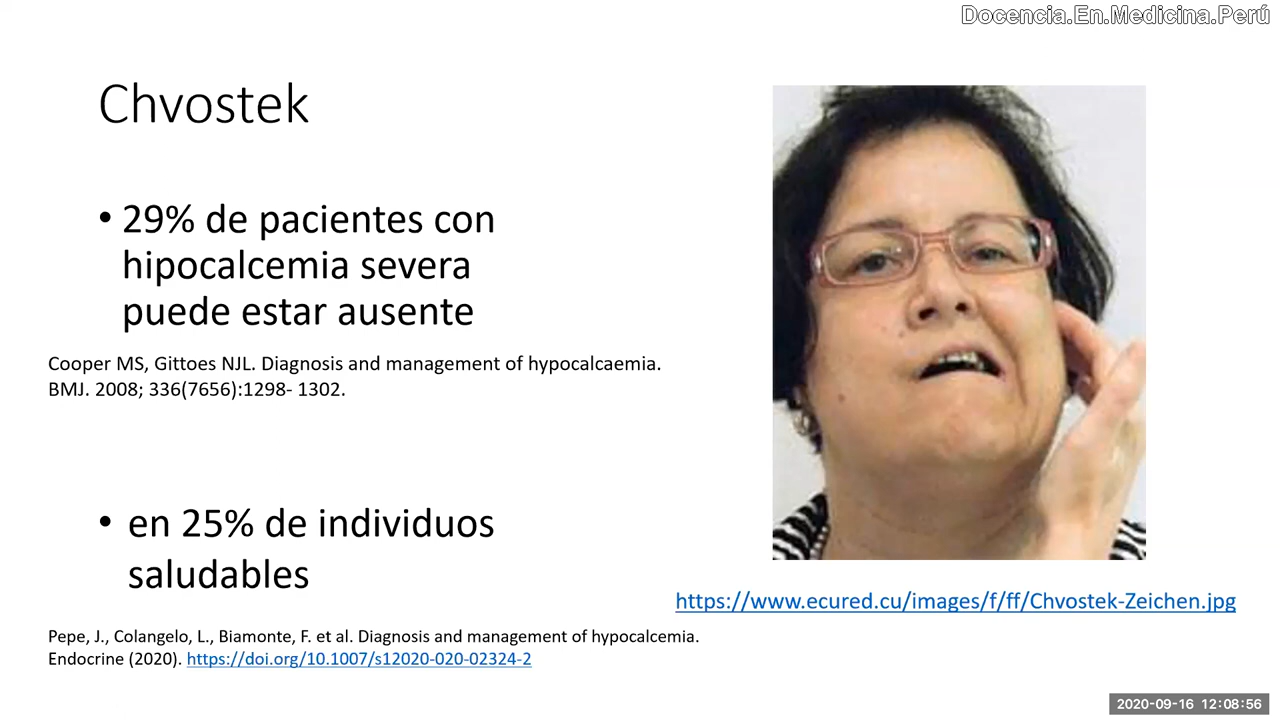 Docencia.En.Medicina.Perú
Chvostek
• 29% de pacientes con
hipocalcemia severa
puede estar ausente
Cooper MS, Gittoes NJL. Diagnosis and management of hypocalcaemia.
BMJ. 2008; 336(7656):1298- 1302.
• en 25% de individuos
saludables
https://www.ecured.cu/images/f/ff/Chvostek-Zeichen.jpg
Pepe, J., Colangelo, L., Biamonte, F. et al. Diagnosis and management of hypocalcemia.
Endocrine (2020). https://doi.org/10.1007/s12020-020-02324-2
2020-09-16 12:08:56